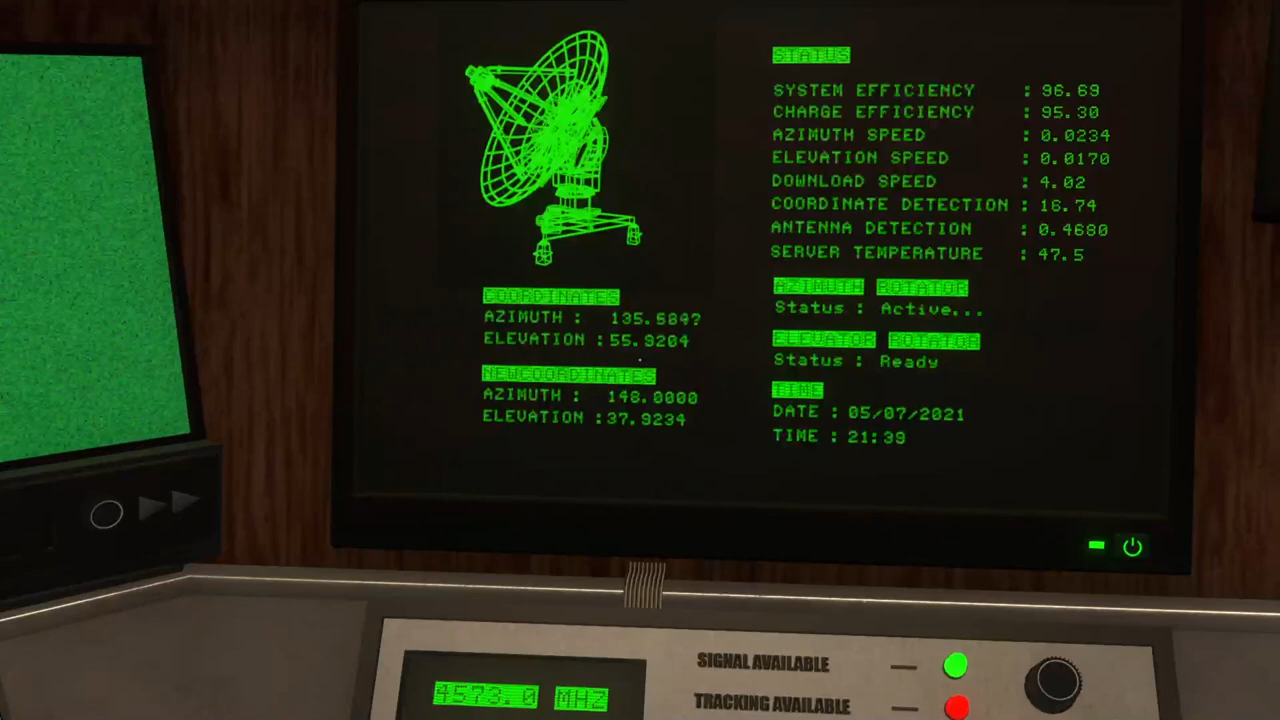 STATUS
SYSTEM EFFICIENCY : 96.69
CHARGE EFFICIENCY : 95.30
AZIMUTH SPEED : 0.0234
ELEVATION SPEED : 0.0170
DOWNLOAD SPEED : 4.02
COORDINATE DETECTION : 16.74
ANTENNA DETECTION : 0.4680
SERVER TEMPERATURE : 47.5
AZIMUTH ROTATOR
Status : Active...
ELEVATOR ROTATOR
Status : Ready
TIME
DATE : 05/07/2021
TIME : 21:39
COORDINATES
AZIMUTH : 135.5847
ELEVATION : 55.9204
NEWCOORDINATES
AZIMUTH : 148.0000
ELEVATION : 37.9234
4573.0 MHZ
SIGNAL AVAILABLE
TRACKING AVAILABLE